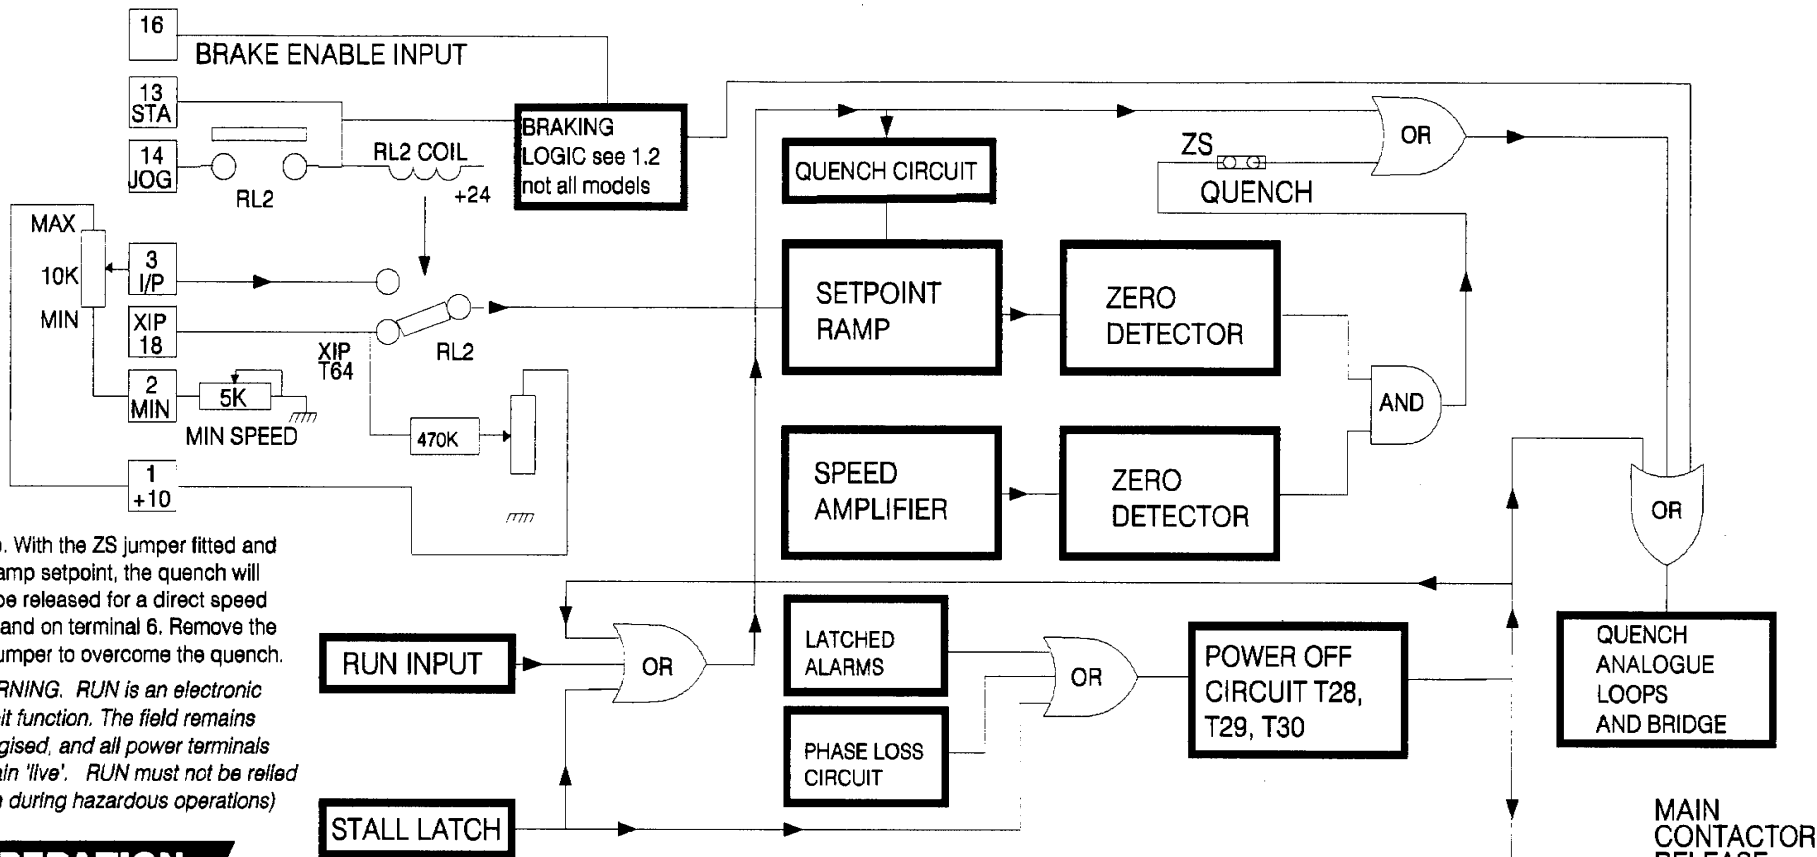 16
BRAKE ENABLE INPUT
13
STA
14
JOG
RL2
RL2 COIL
+24
BRAKING
LOGIC see 1.2
not all models
QUENCH CIRCUIT
ZS
QUENCH
OR
MAX
10K
MIN
3
I/P
XIP
18
XIP
T64
RL2
2
MIN
5K
MIN SPEED
470K
1
+10
SETPOINT
RAMP
ZERO
DETECTOR
AND
SPEED
AMPLIFIER
ZERO
DETECTOR
OR
With the ZS jumper fitted and
amp setpoint, the quench will
be released for a direct speed
and on terminal 6. Remove the
umper to overcome the quench.
RNING. RUN is an electronic
it function. The field remains
gised, and all power terminals
ain 'live'. RUN must not be relied
during hazardous operations)
RUN INPUT
OR
LATCHED
ALARMS
PHASE LOSS
CIRCUIT
OR
POWER OFF
CIRCUIT T28,
T29, T30
QUENCH
ANALOGUE
LOOPS
AND BRIDGE
STALL LATCH
MAIN
CONTACTOR
RELEASE
PERATION